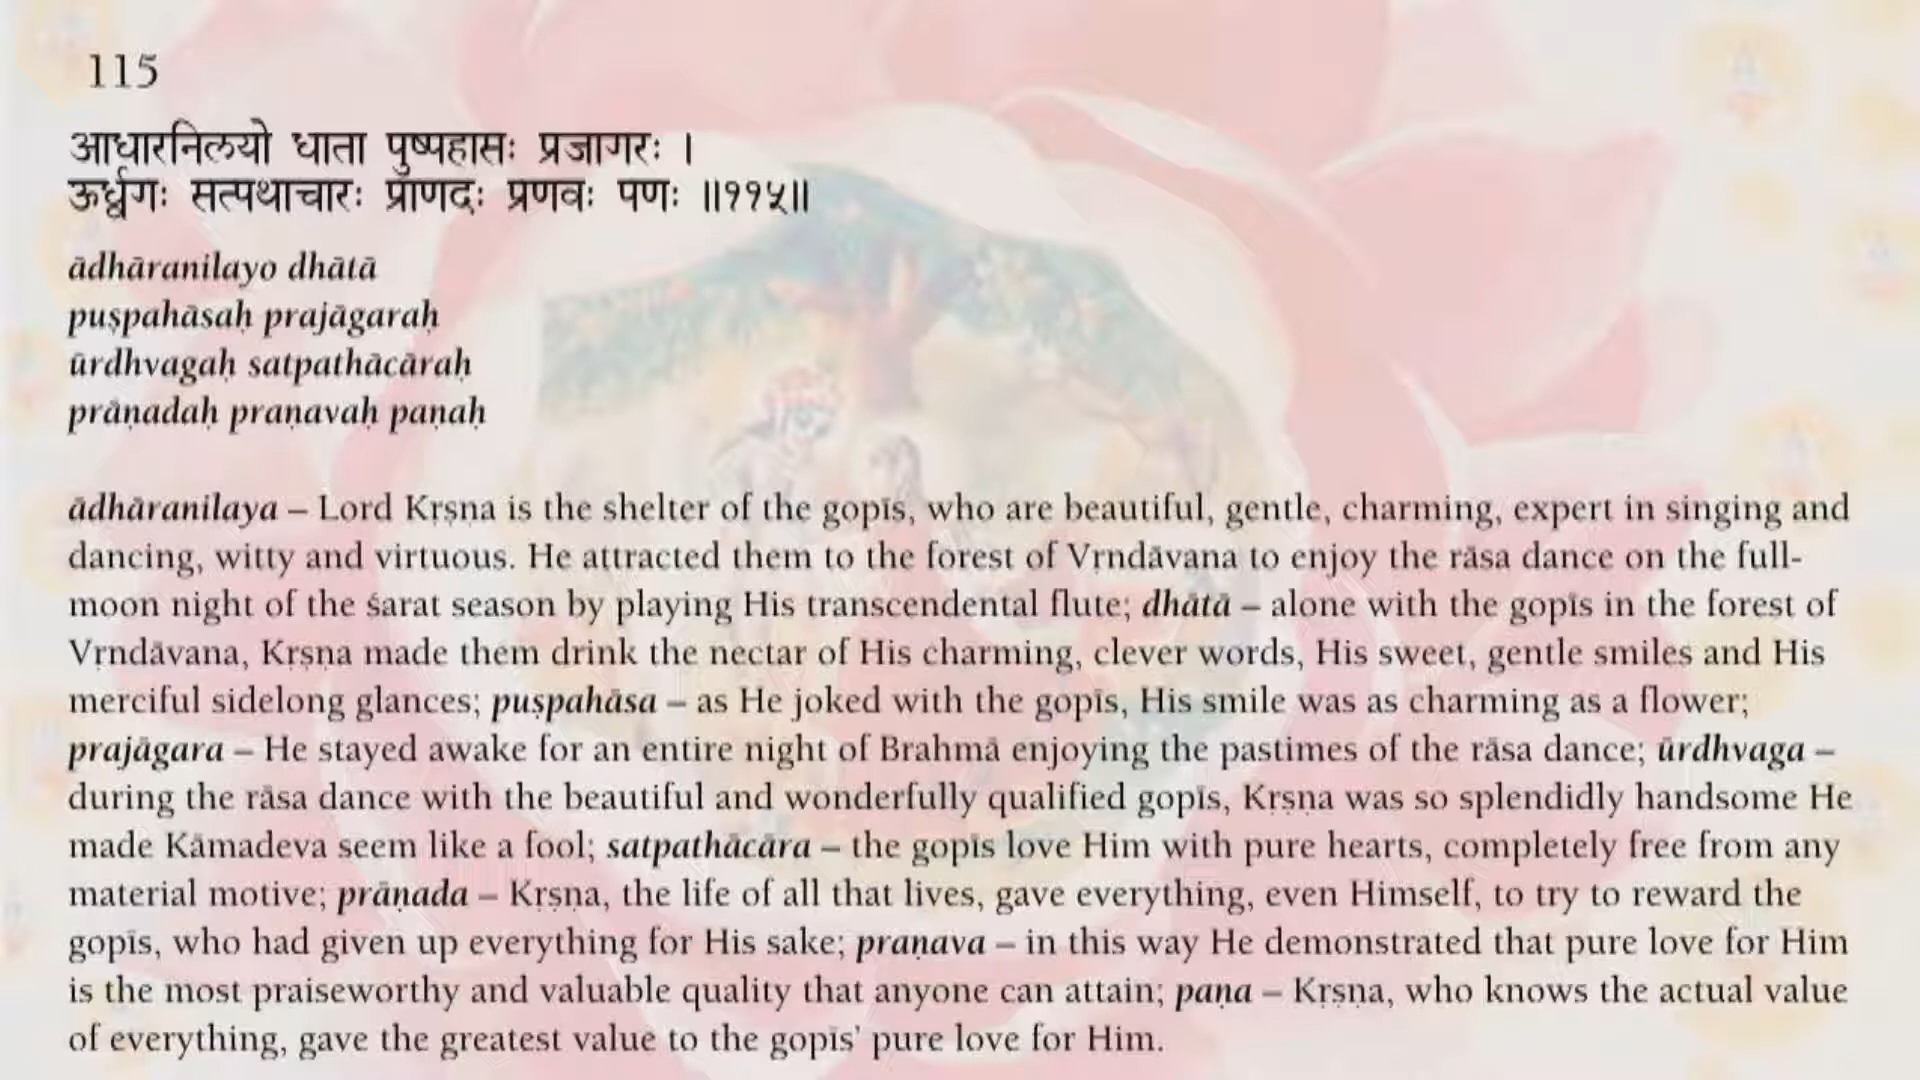 115
आधारनिलयो धाता पुष्पहासः प्रजागरः ।
ऊर्ध्वगः सत्पथाचारः प्राणदः प्रणवः पणः ॥११५॥
ādhāranilayo dhātā
puṣpahāsaḥ prajāgaraḥ
ūrdhvagaḥ satpathācāraḥ
prāṇadaḥ praṇavaḥ paṇaḥ
ādhāranilaya – Lord Kṛṣṇa is the shelter of the gopīs, who are beautiful, gentle, charming, expert in singing and
dancing, witty and virtuous. He attracted them to the forest of Vṛndāvana to enjoy the rāsa dance on the full-
moon night of the śarat season by playing His transcendental flute; dhātā – alone with the gopīs in the forest of
Vṛndāvana, Kṛṣṇa made them drink the nectar of His charming, clever words, His sweet, gentle smiles and His
merciful sidelong glances; puṣpahāsa – as He joked with the gopīs, His smile was as charming as a flower;
prajāgara – He stayed awake for an entire night of Brahmā enjoying the pastimes of the rāsa dance; ūrdhvaga –
during the rāsa dance with the beautiful and wonderfully qualified gopīs, Kṛṣṇa was so splendidly handsome He
made Kāmadeva seem like a fool; satpathācāra – the gopīs love Him with pure hearts, completely free from any
material motive; prāṇada – Kṛṣṇa, the life of all that lives, gave everything, even Himself, to try to reward the
gopīs, who had given up everything for His sake; praṇava – in this way He demonstrated that pure love for Him
is the most praiseworthy and valuable quality that anyone can attain; paṇa – Kṛṣṇa, who knows the actual value
of everything, gave the greatest value to the gopīs' pure love for Him.